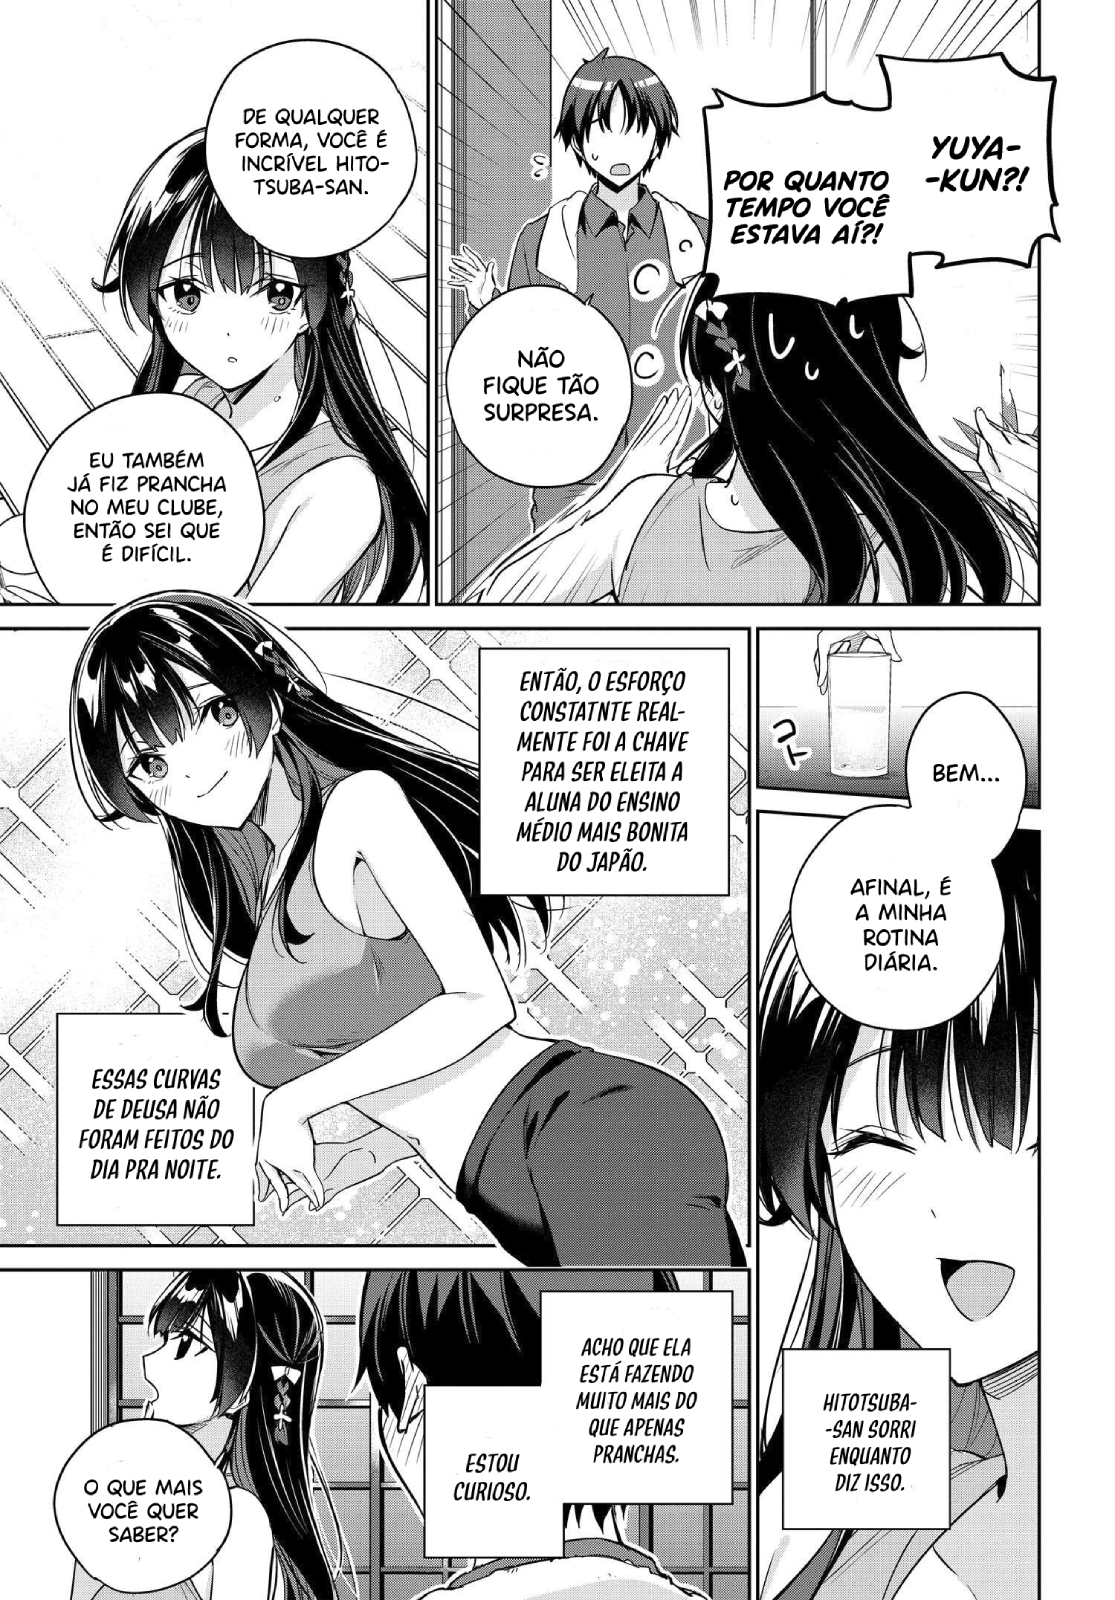 YUYA-
-KUN?!
POR QUANTO
TEMPO VOCÊ
ESTAVA AÍ?!
NÃO
FIQUE TÃO
SURPRESA.
DE QUALQUER
FORMA, VOCÊ É
INCRÍVEL HITO-
TSUBA-SAN.
EU TAMBÉM
JÁ FIZ PRANCHA
NO MEU CLUBE,
ENTÃO SEI QUE
É DIFÍCIL.
コト
BEM...
AFINAL, É
A MINHA
ROTINA
DIÁRIA.
HITOTSUBA-
-SAN SORRI
ENQUANTO
DIZ ISSO.
ENTÃO, O ESFORÇO
CONSTATNTE REAL-
MENTE FOI A CHAVE
PARA SER ELEITA A
ALUNA DO ENSINO
MÉDIO MAIS BONITA
DO JAPÃO.
ESSAS CURVAS
DE DEUSA NÃO
FORAM FEITOS DO
DIA PRA NOITE.
ACHO QUE ELA
ESTÁ FAZENDO
MUITO MAIS DO
QUE APENAS
PRANCHAS.
ESTOU
CURIOSO.
O QUE MAIS
VOCÊ QUER
SABER?